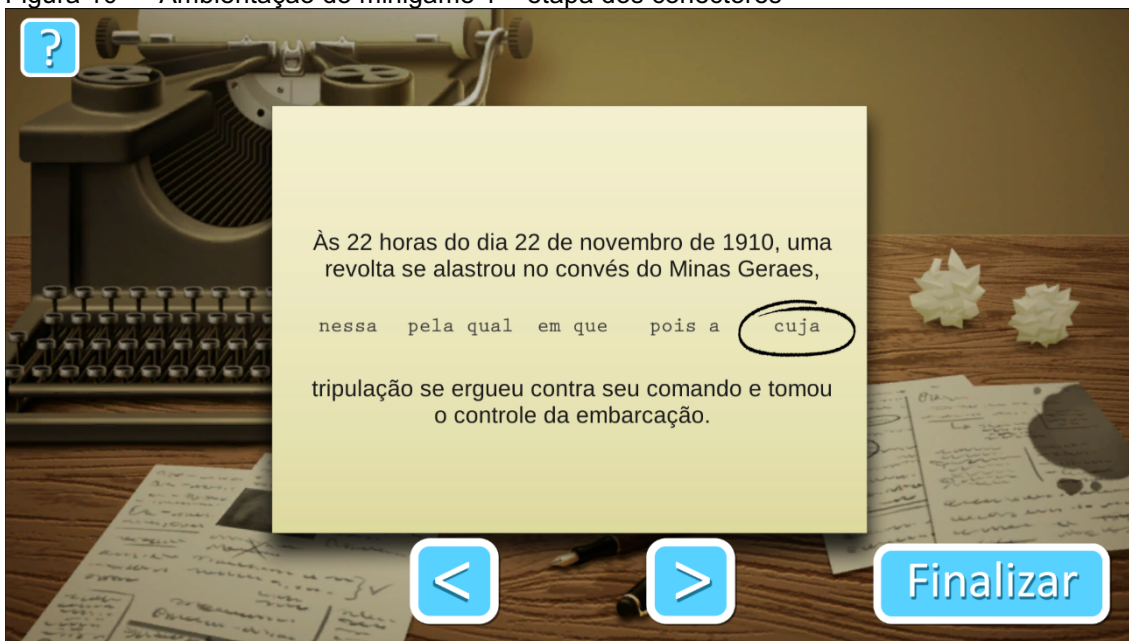 Figura 10 – Ambientação do minigame 1 – etapa dos conectores
?
Às 22 horas do dia 22 de novembro de 1910, uma
revolta se alastrou no convés do Minas Geraes,
nessa pela qual em que pois a cuja
tripulação se ergueu contra seu comando e tomou
o controle da embarcação.
< > Finalizar